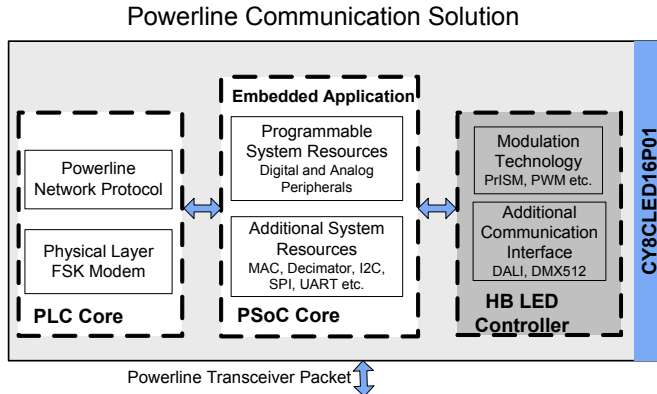 Powerline Communication Solution
Powerline
Network Protocol
Physical Layer
FSK Modem
PLC Core
Embedded Application
Programmable
System Resources
Digital and Analog
Peripherals
Additional System
Resources
MAC, Decimator, I2C,
SPI, UART etc.
PSoC Core
Modulation
Technology
PrISM, PWM etc.
Additional
Communication
Interface
DALI, DMX512
HB LED
Controller
CY8CLED16P01
Powerline Transceiver Packet